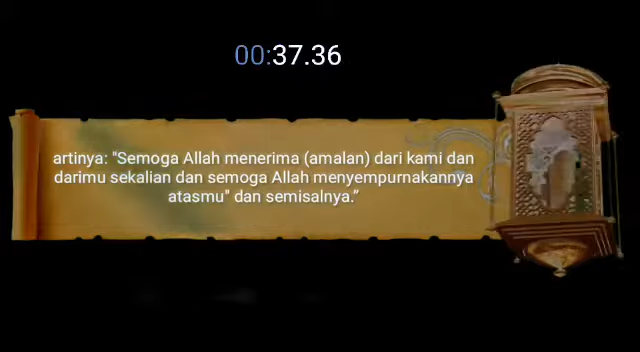 00:37.36
artinya: "Semoga Allah menerima (amalan) dari kami dan
darimu sekalian dan semoga Allah menyempurnakannya
atasmu" dan semisalnya.”